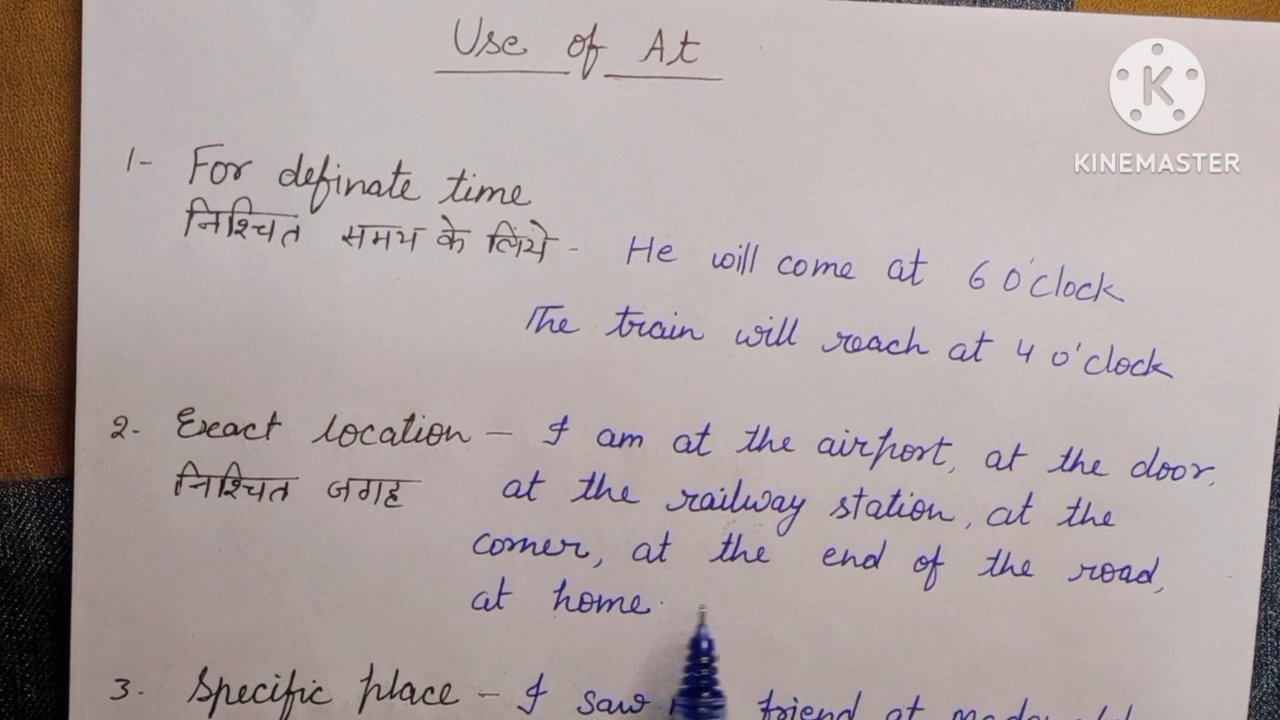 Use of At
K
KINEMASTER
1- For definate time
निश्चित समय के लिये - He will come at 6 o'clock
The train will reach at 4 o'clock
2- Exact location - I am at the airport, at the door,
निश्चित जगह at the railway station, at the
corner, at the end of the road,
at home.
3- Specific place - I saw friend at